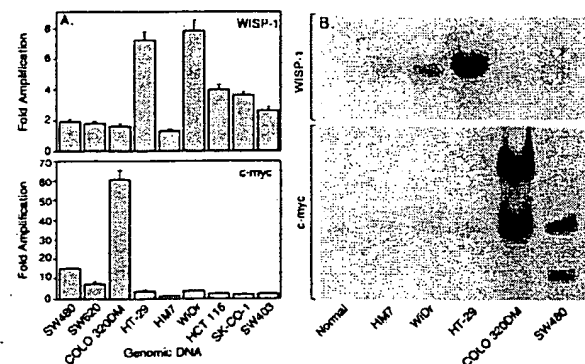 A.
WISP-1
Fold Amplification
8
6
4
2
0
c-myc
Fold Amplification
70
60
50
40
30
20
10
0
SW480
SW620
COLO 320DM
HT-29
HM7
WiDr
HCT 116
SK-CO-1
SW403
Genomic DNA
B.
WISP-1
c-myc
Normal
HM7
WiDr
HT-29
COLO 320DM
SW480